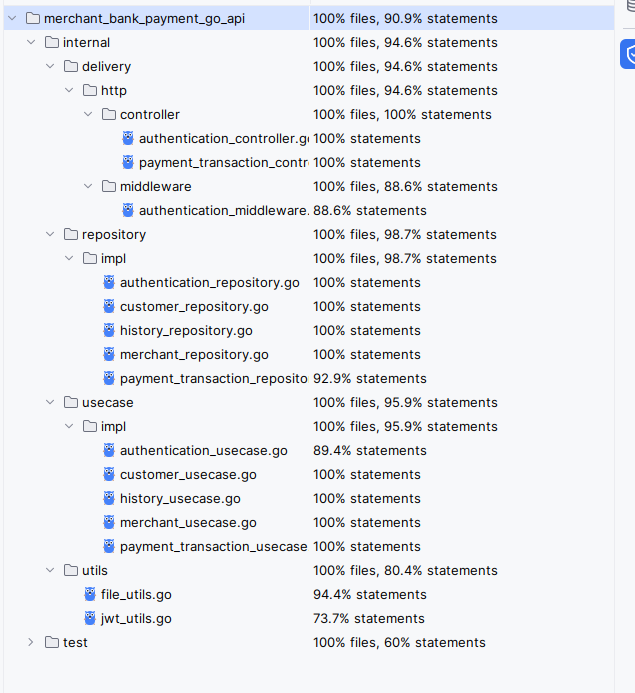 merchant_bank_payment_go_api 100% files, 90.9% statements
internal 100% files, 94.6% statements
delivery 100% files, 94.6% statements
http 100% files, 94.6% statements
controller 100% files, 100% statements
authentication_controller.go 100% statements
payment_transaction_contr 100% statements
middleware 100% files, 88.6% statements
authentication_middleware. 88.6% statements
repository 100% files, 98.7% statements
impl 100% files, 98.7% statements
authentication_repository.go 100% statements
customer_repository.go 100% statements
history_repository.go 100% statements
merchant_repository.go 100% statements
payment_transaction_reposito 92.9% statements
usecase 100% files, 95.9% statements
impl 100% files, 95.9% statements
authentication_usecase.go 89.4% statements
customer_usecase.go 100% statements
history_usecase.go 100% statements
merchant_usecase.go 100% statements
payment_transaction_usecase 100% statements
utils 100% files, 80.4% statements
file_utils.go 94.4% statements
jwt_utils.go 73.7% statements
test 100% files, 60% statements